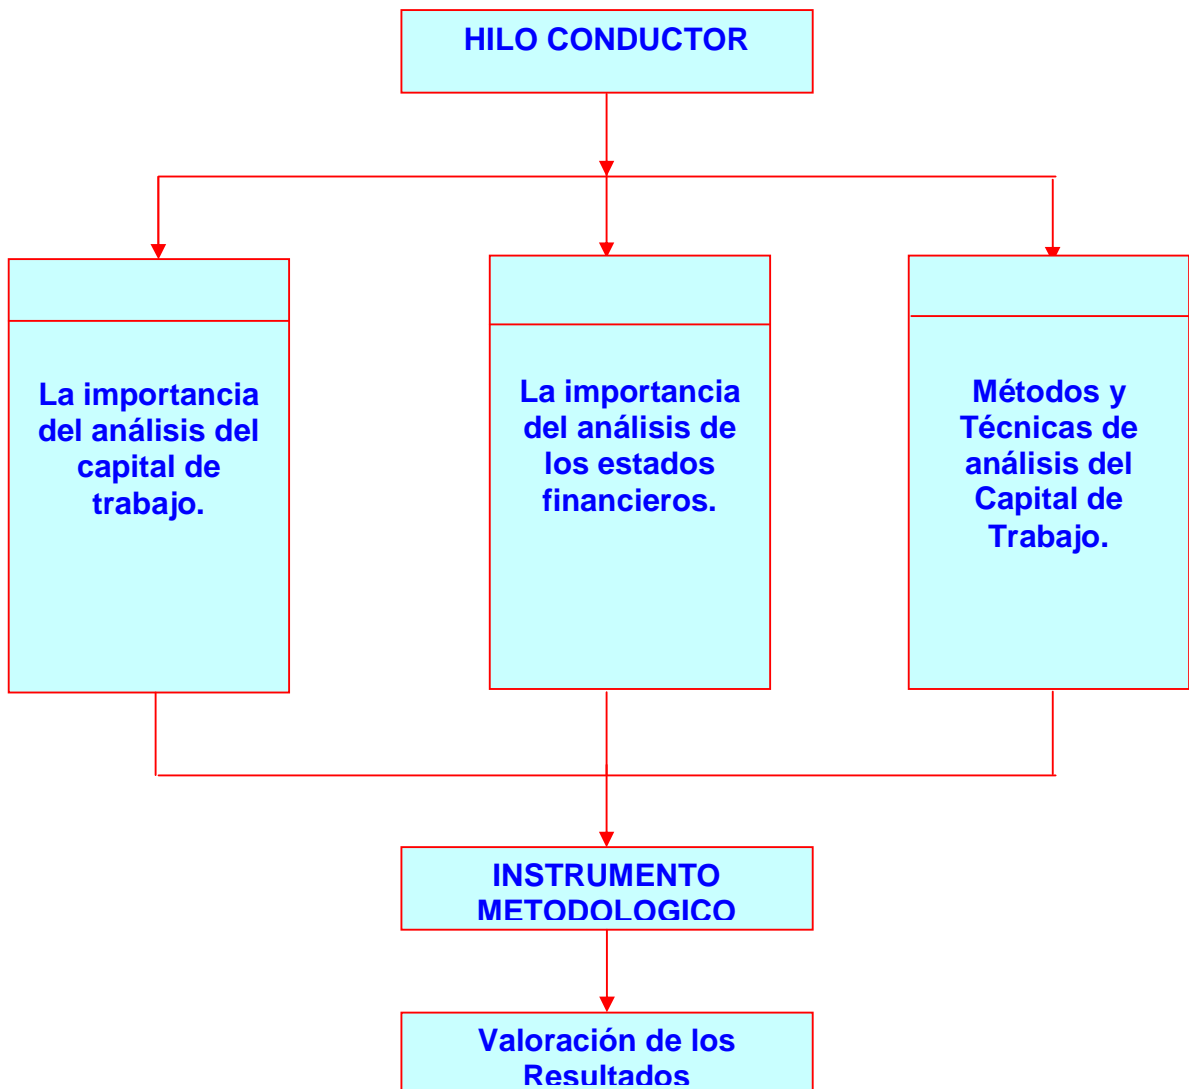 HILO CONDUCTOR
La importancia
del análisis del
capital de
trabajo.
La importancia
del análisis de
los estados
financieros.
Métodos y
Técnicas de
análisis del
Capital de
Trabajo.
INSTRUMENTO
METODOLOGICO
Valoración de los
Resultados